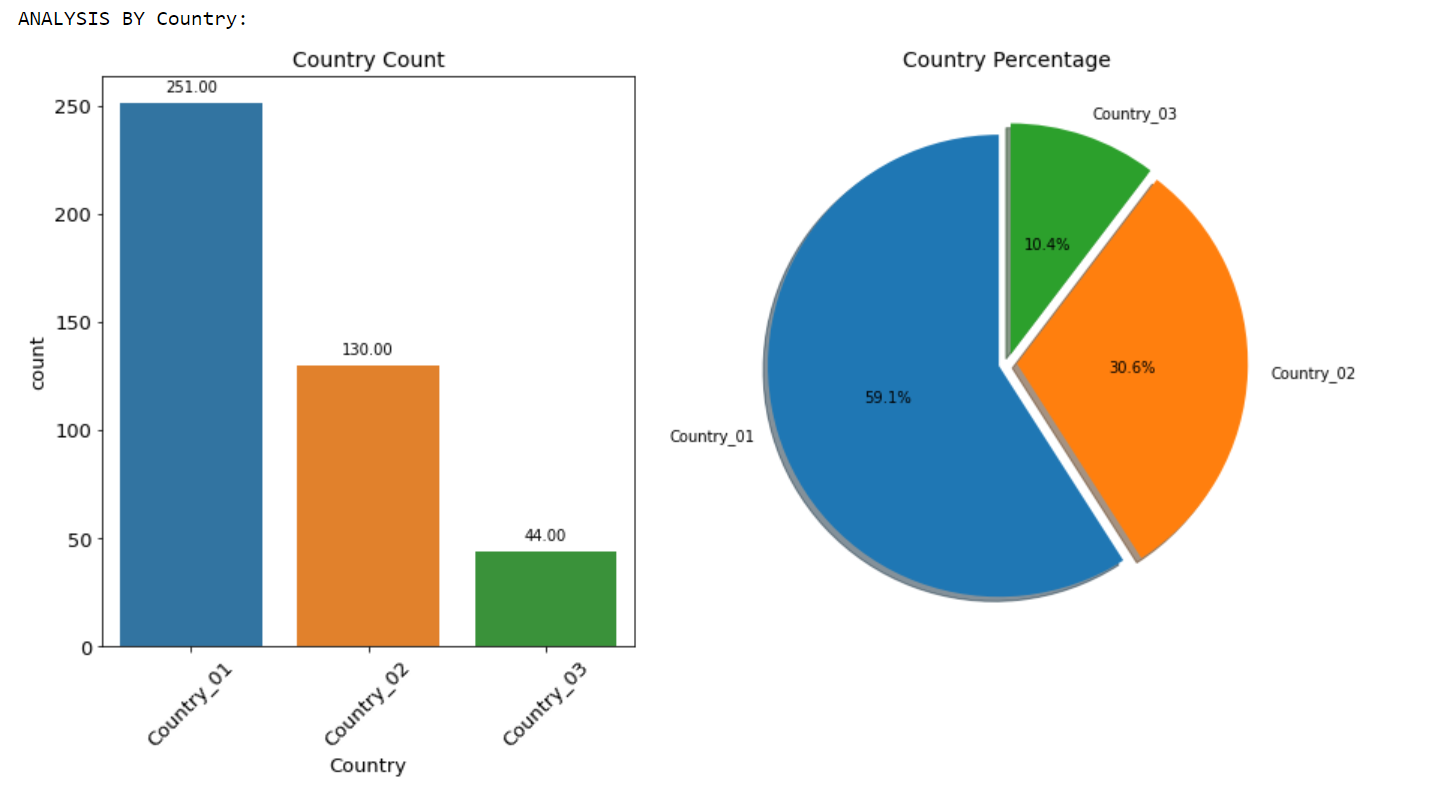 ANALYSIS BY Country:
Country Count
251.00
130.00
44.00
250
200
150
100
50
0
count
Country_01
Country_02
Country_03
Country
Country Percentage
Country_03
10.4%
30.6%
Country_02
59.1%
Country_01